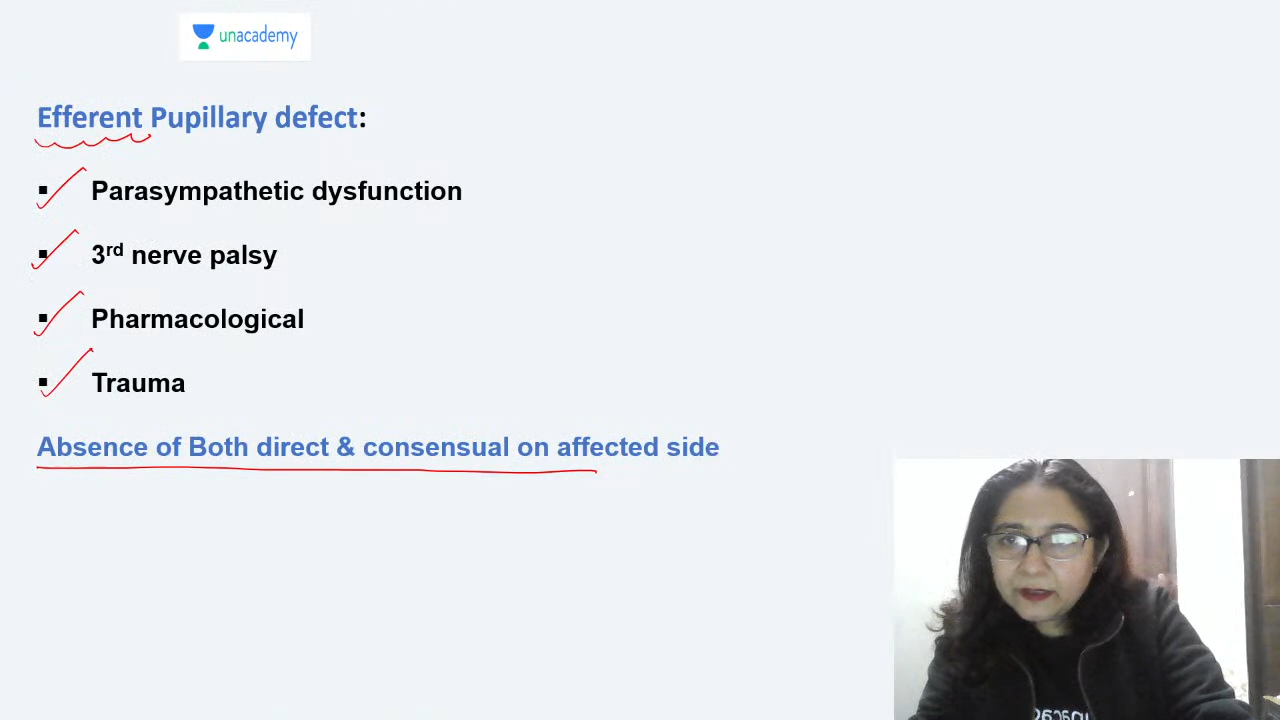 unacademy
Efferent Pupillary defect:
▪ Parasympathetic dysfunction
▪ 3rd nerve palsy
▪ Pharmacological
▪ Trauma
Absence of Both direct & consensual on affected side